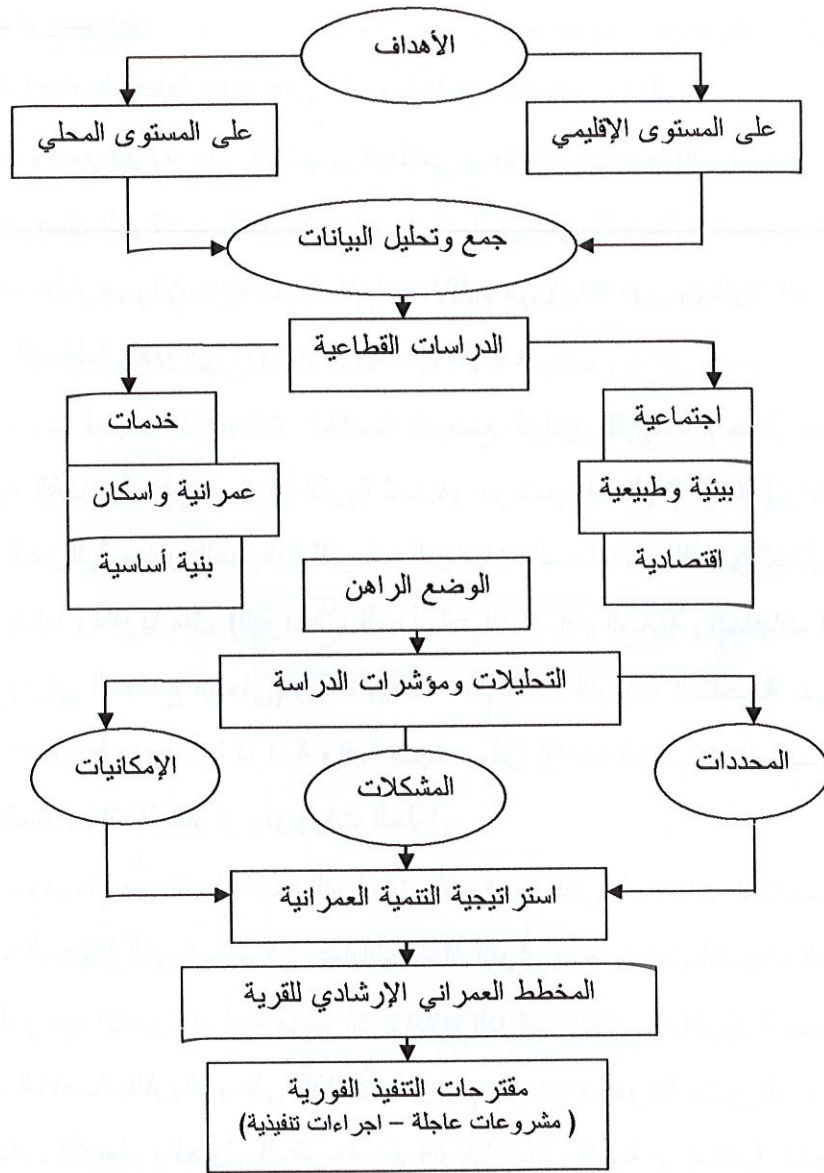 الأهداف
على المستوى الإقليمي
على المستوى المحلي
جمع وتحليل البيانات
الدراسات القطاعية
اجتماعية
خدمات
بيئية وطبيعية
عمرانية واسكان
اقتصادية
بنية أساسية
الوضع الراهن
التحليلات ومؤشرات الدراسة
المحددات
المشكلات
الإمكانيات
استراتيجية التنمية العمرانية
المخطط العمراني الإرشادي للقرية
مقترحات التنفيذ الفورية
( مشروعات عاجلة – اجراءات تنفيذية)